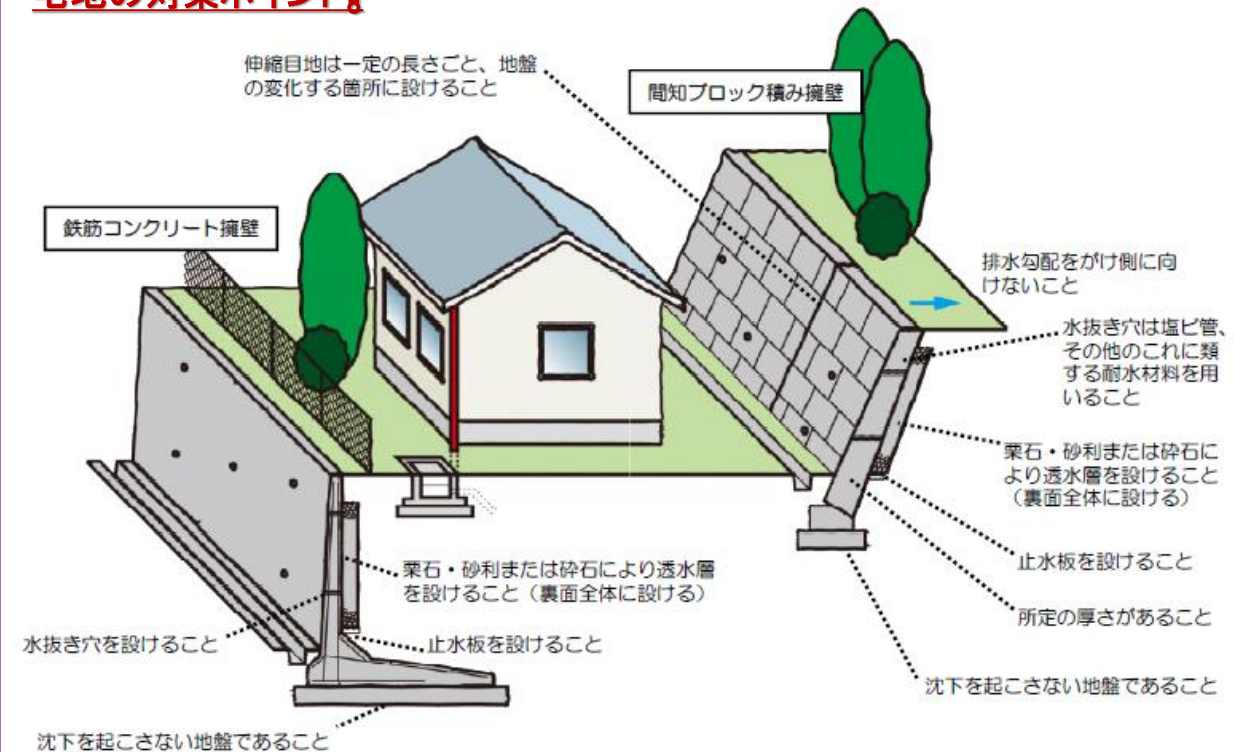 宅地の対策ポイント!
伸縮目地は一定の長さごと、地盤
の変化する箇所に設けること
間知ブロック積み擁壁
鉄筋コンクリート擁壁
排水勾配をがけ側に向
けないこと
水抜き穴は塩ビ管、
その他のこれに類
する耐水材料を用
いること
栗石・砂利または砕石に
より透水層を設けること
（裏面全体に設ける）
止水板を設けること
所定の厚さがあること
沈下を起こさない地盤であること
栗石・砂利または砕石により透水層
を設けること（裏面全体に設ける）
水抜き穴を設けること
止水板を設けること
沈下を起こさない地盤であること